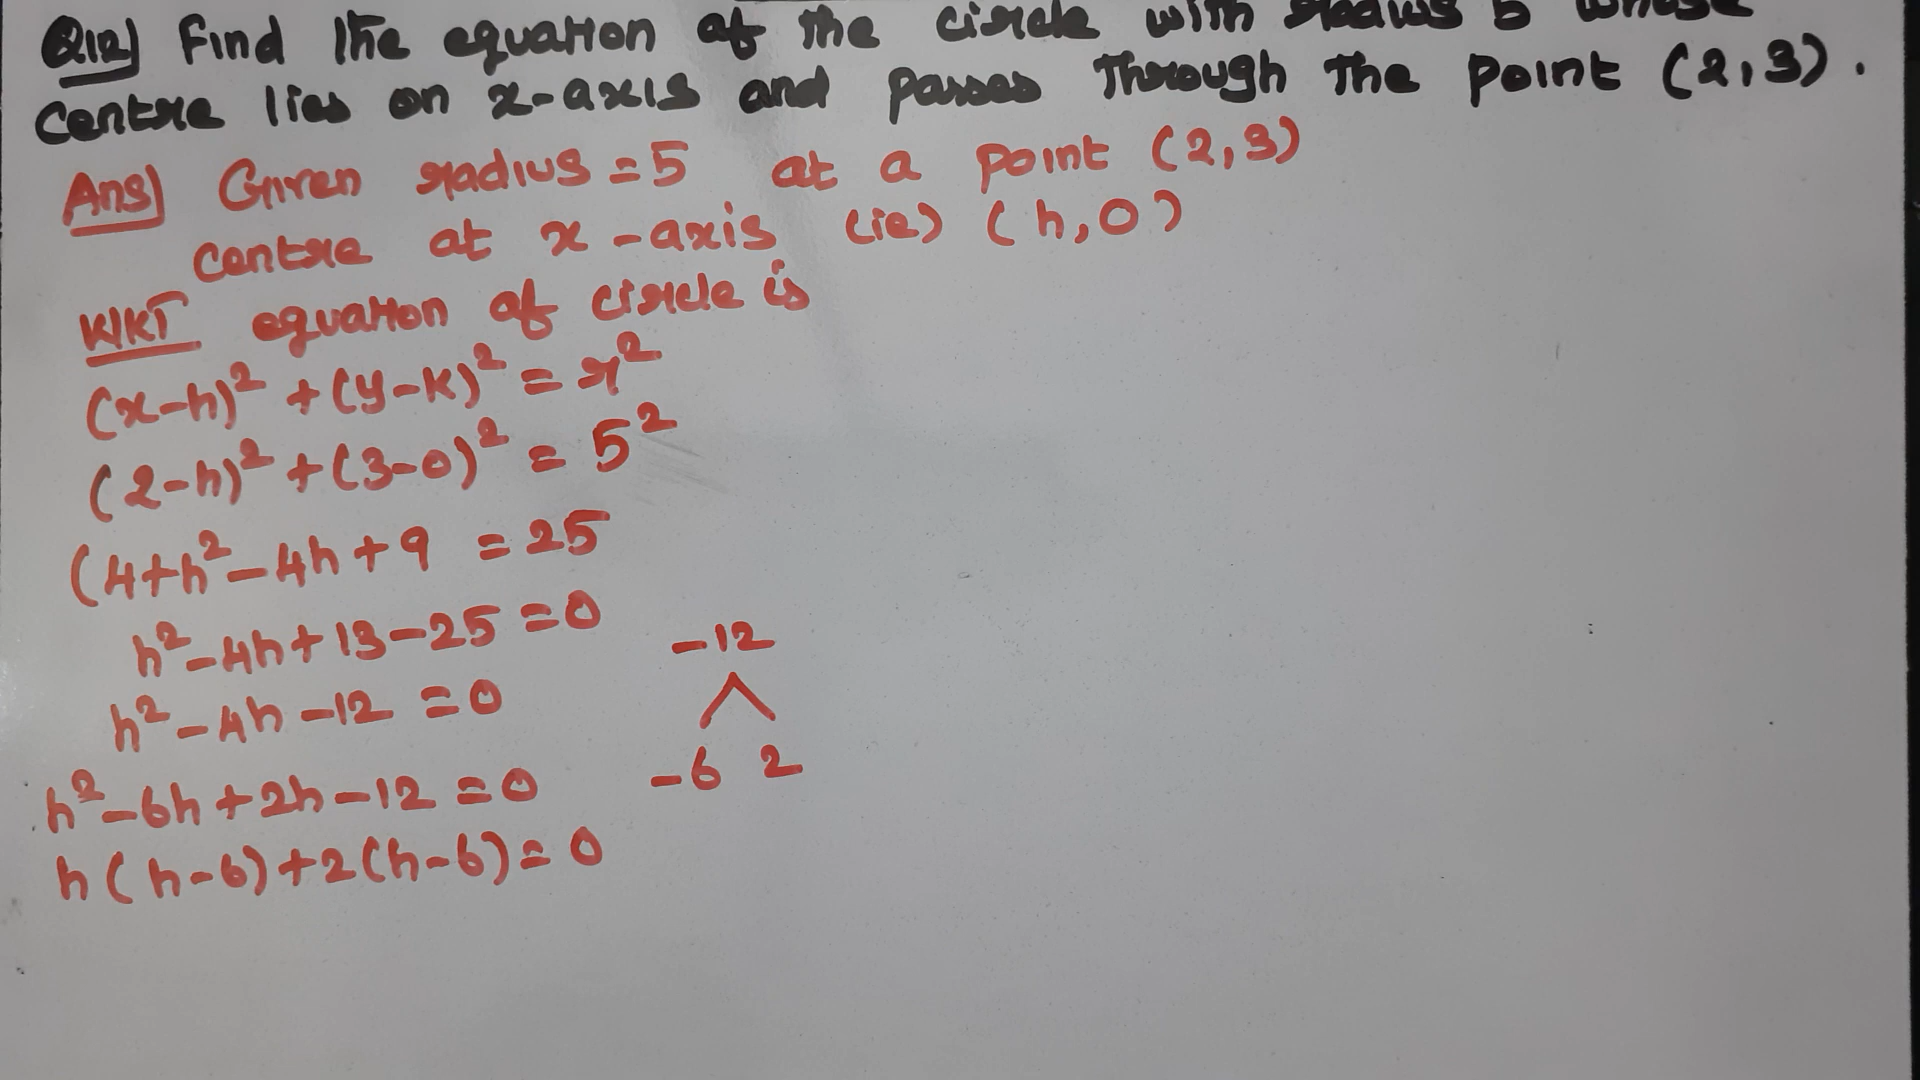 Q12) Find the equation of the circle with radius 5 whose
centre lies on x-axis and passes through the point (2,3).
Ans) Given radius = 5 at a point (2,3)
centre at x-axis (ie) (h,0)
WKT equation of circle is
(x-h)² + (y-k)² = r²
(2-h)² + (3-0)² = 5²
(4+h²-4h+9 = 25
h²-4h+13-25=0
h²-4h-12=0
-12
-6 2
h²-6h+2h-12=0
h(h-6)+2(h-6)=0